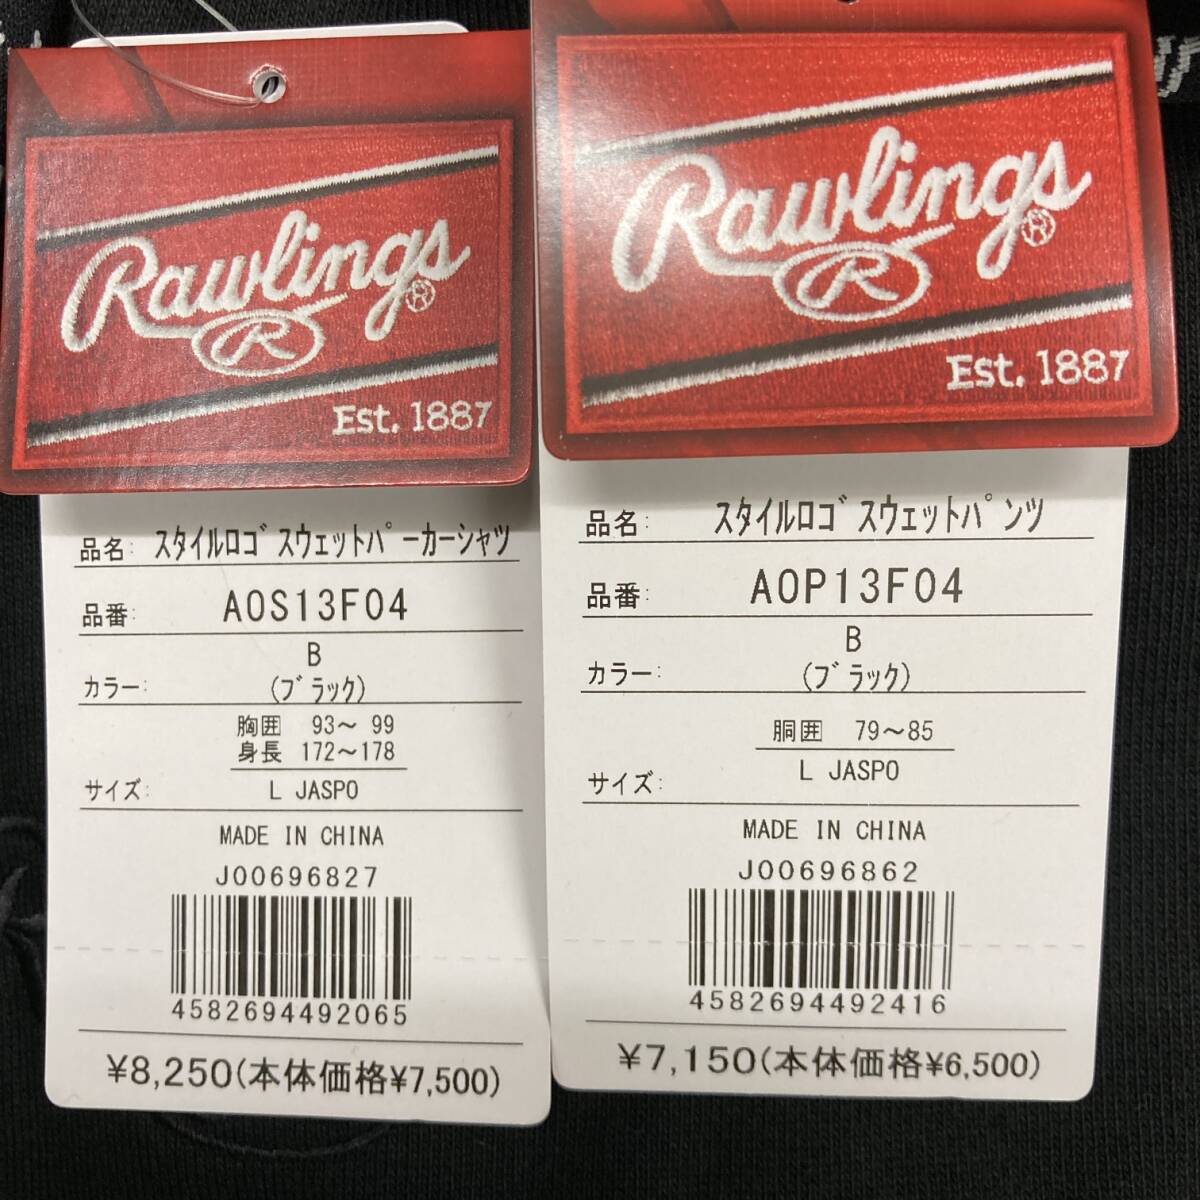 Rawlings®
R
Est. 1887
品名: スタイルロゴスウェットパーカーシャツ
品番: AOS13F04
B
カラー: (ブラック)
胸囲 93～99
身長 172～178
サイズ: L JASPO
MADE IN CHINA
J00696827
4582694492065
¥8,250(本体価格¥7,500)
Rawlings®
R
Est. 1887
品名: スタイルロゴスウェットパンツ
品番: AOP13F04
B
カラー: (ブラック)
胴囲 79～85
L JASPO
サイズ:
MADE IN CHINA
J00696862
4582694492416
¥7,150(本体価格¥6,500)